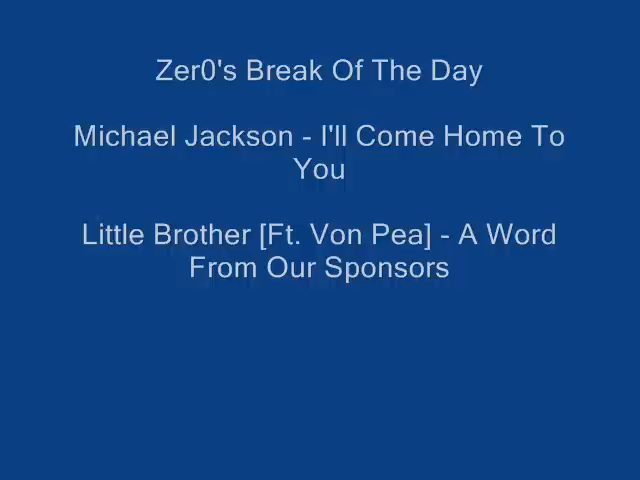 Zer0's Break Of The Day
Michael Jackson - I'll Come Home To
You
Little Brother [Ft. Von Pea] - A Word
From Our Sponsors